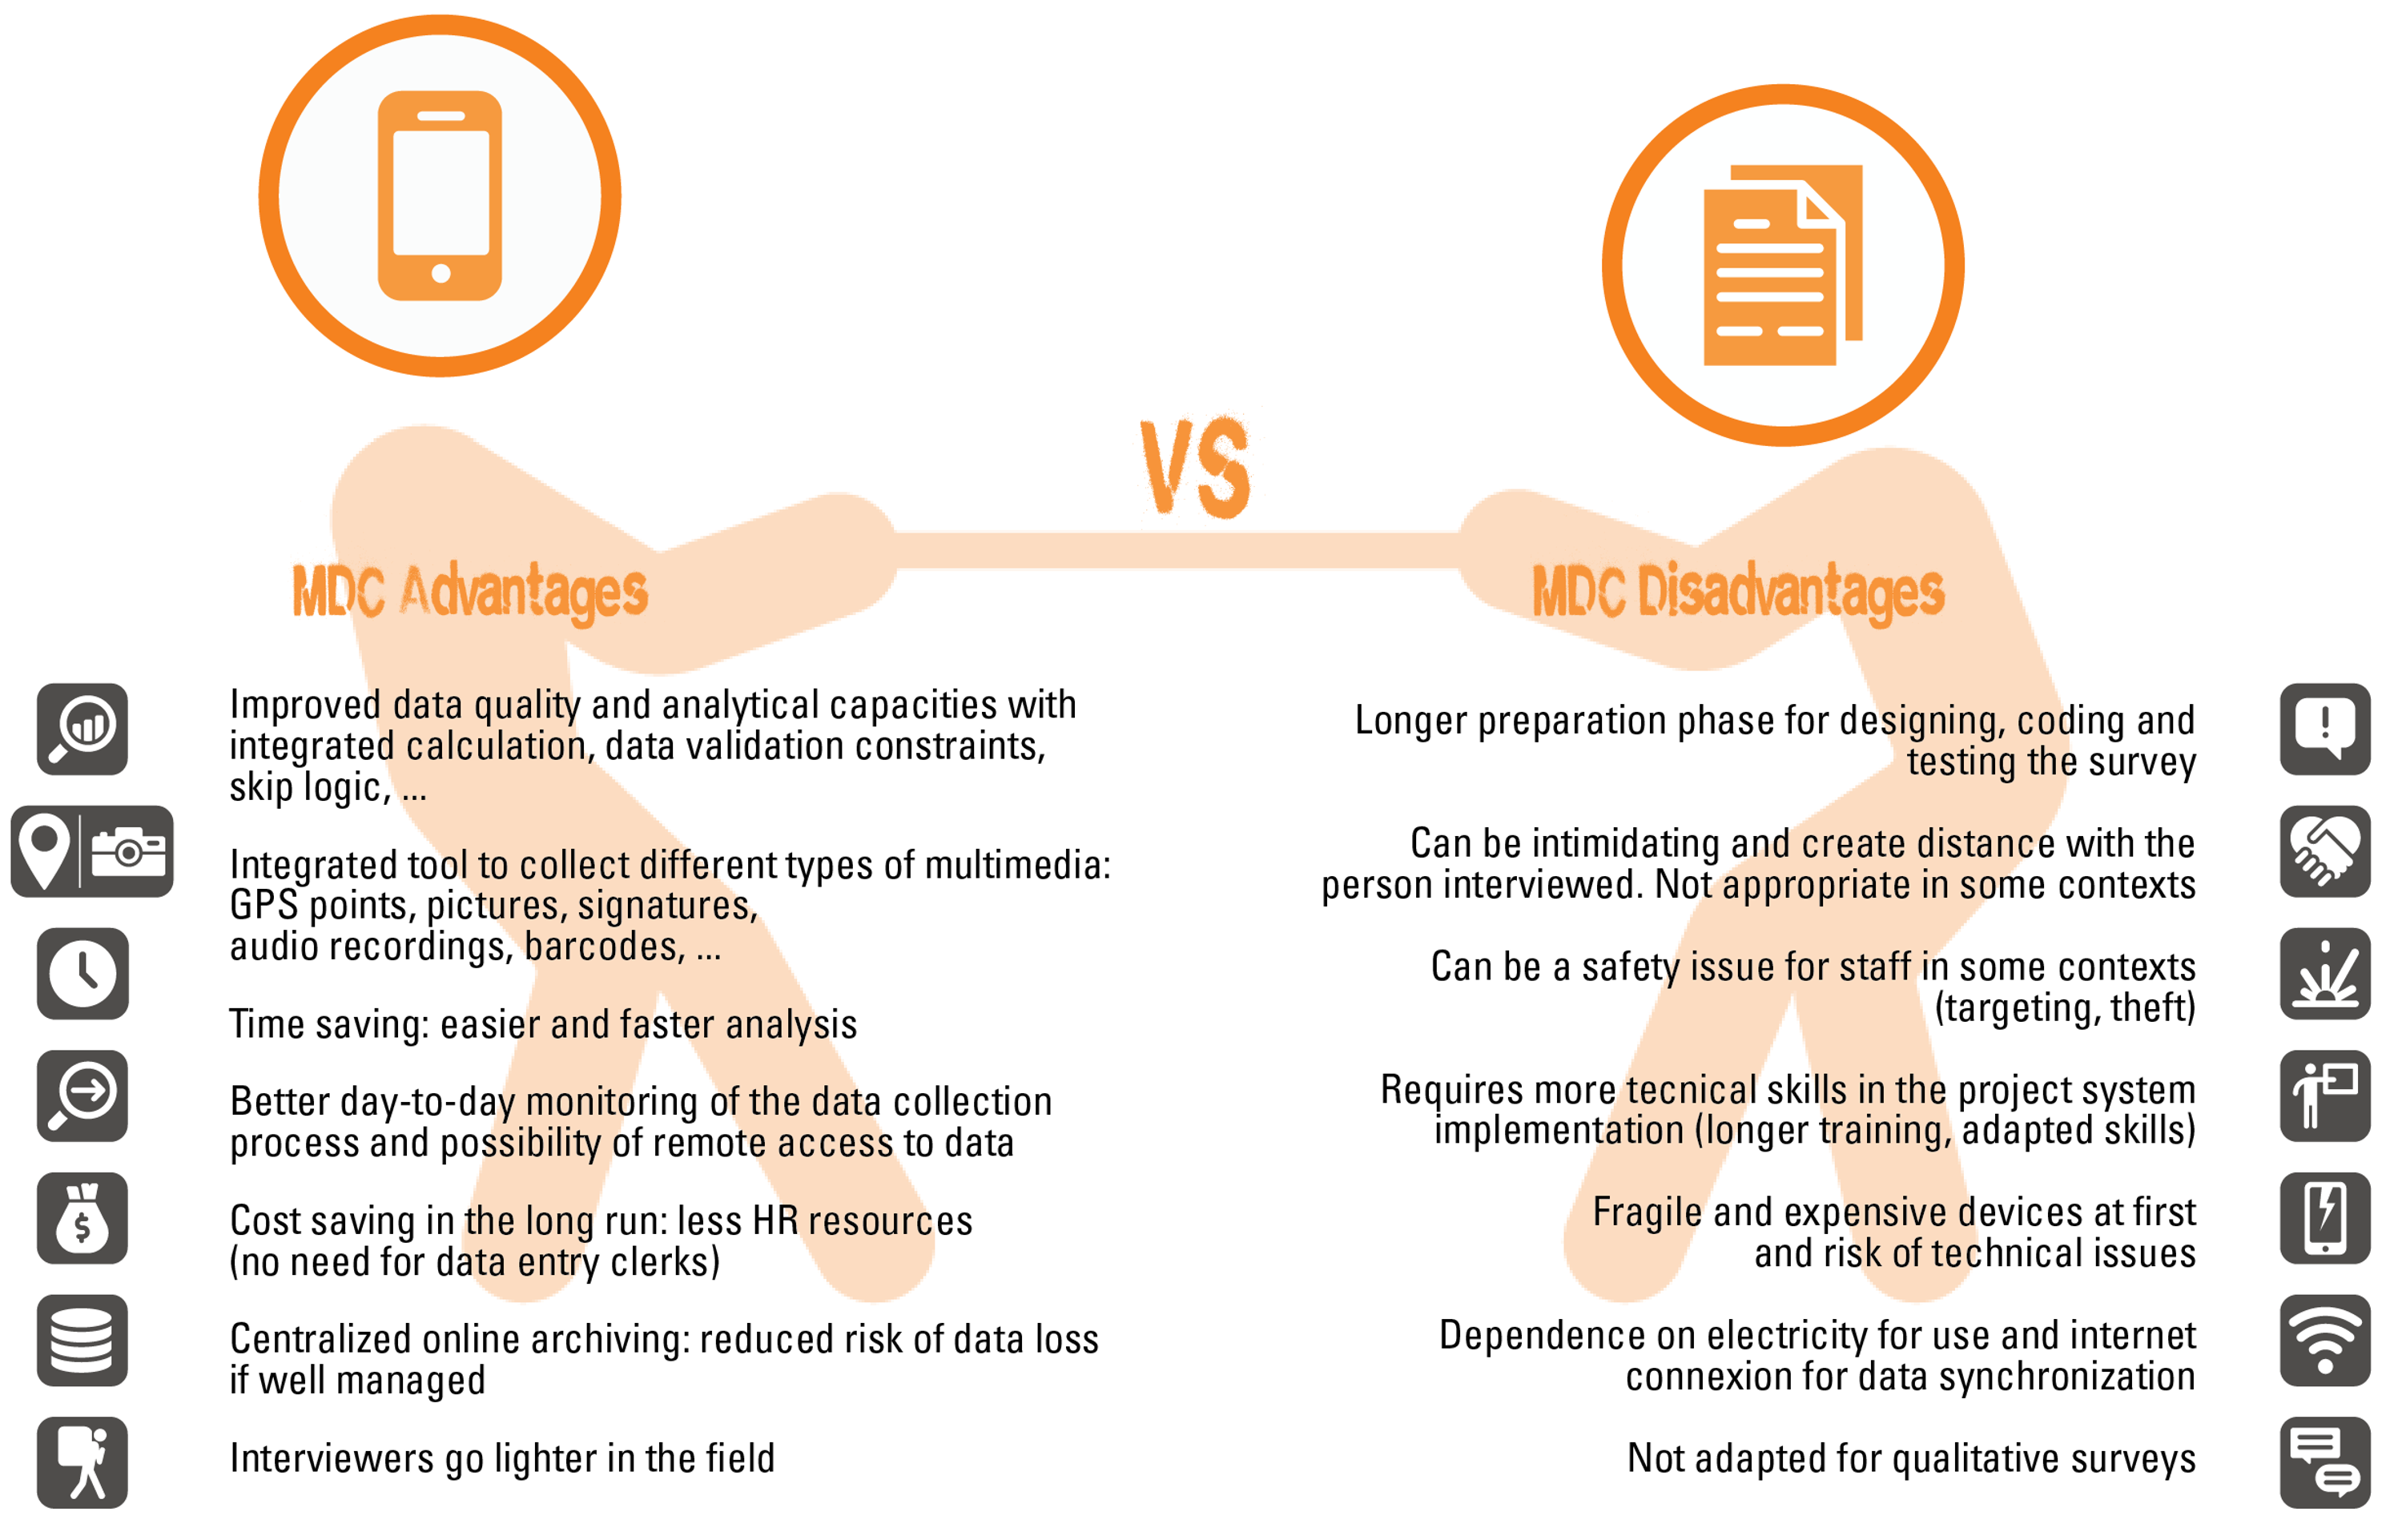 VS
MDC Advantages
Improved data quality and analytical capacities with
integrated calculation, data validation constraints,
skip logic, ...
Integrated tool to collect different types of multimedia:
GPS points, pictures, signatures,
audio recordings, barcodes, ...
Time saving: easier and faster analysis
Better day-to-day monitoring of the data collection
process and possibility of remote access to data
Cost saving in the long run: less HR resources
(no need for data entry clerks)
Centralized online archiving: reduced risk of data loss
if well managed
Interviewers go lighter in the field
MDC Disadvantages
Longer preparation phase for designing, coding and
testing the survey
Can be intimidating and create distance with the
person interviewed. Not appropriate in some contexts
Can be a safety issue for staff in some contexts
(targeting, theft)
Requires more tecnical skills in the project system
implementation (longer training, adapted skills)
Fragile and expensive devices at first
and risk of technical issues
Dependence on electricity for use and internet
connexion for data synchronization
Not adapted for qualitative surveys
$
!